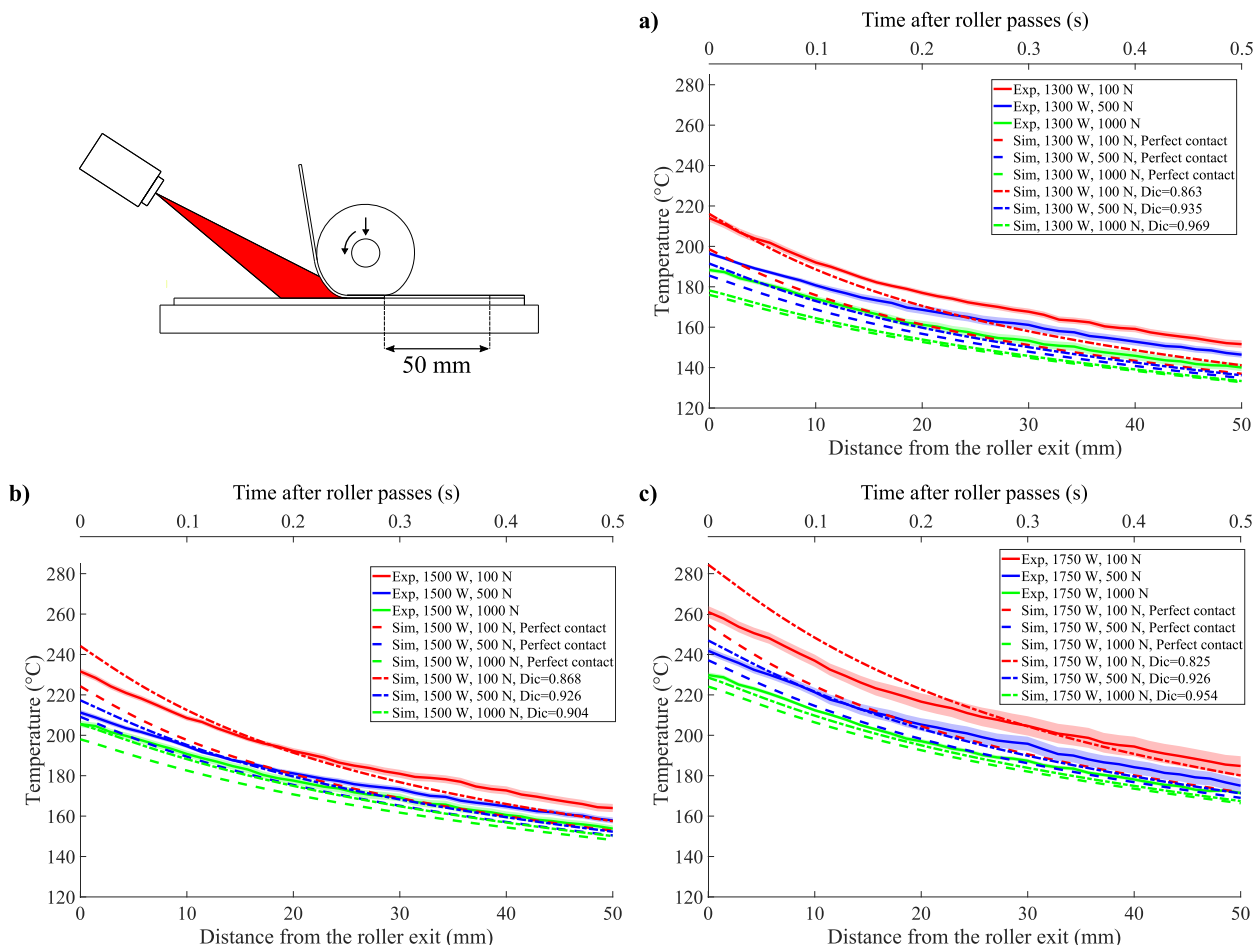 50 mm
a)
Time after roller passes (s)
0 0.1 0.2 0.3 0.4 0.5
280
260
240
220
200
180
160
140
120
Temperature (°C)
Exp, 1300 W, 100 N
Exp, 1300 W, 500 N
Exp, 1300 W, 1000 N
Sim, 1300 W, 100 N, Perfect contact
Sim, 1300 W, 500 N, Perfect contact
Sim, 1300 W, 1000 N, Perfect contact
Sim, 1300 W, 100 N, Dic=0.863
Sim, 1300 W, 500 N, Dic=0.935
Sim, 1300 W, 1000 N, Dic=0.969
0 10 20 30 40 50
Distance from the roller exit (mm)
b)
Time after roller passes (s)
0 0.1 0.2 0.3 0.4 0.5
280
260
240
220
200
180
160
140
120
Temperature (°C)
Exp, 1500 W, 100 N
Exp, 1500 W, 500 N
Exp, 1500 W, 1000 N
Sim, 1500 W, 100 N, Perfect contact
Sim, 1500 W, 500 N, Perfect contact
Sim, 1500 W, 1000 N, Perfect contact
Sim, 1500 W, 100 N, Dic=0.868
Sim, 1500 W, 500 N, Dic=0.926
Sim, 1500 W, 1000 N, Dic=0.904
0 10 20 30 40 50
Distance from the roller exit (mm)
c)
Time after roller passes (s)
0 0.1 0.2 0.3 0.4 0.5
280
260
240
220
200
180
160
140
120
Temperature (°C)
Exp, 1750 W, 100 N
Exp, 1750 W, 500 N
Exp, 1750 W, 1000 N
Sim, 1750 W, 100 N, Perfect contact
Sim, 1750 W, 500 N, Perfect contact
Sim, 1750 W, 1000 N, Perfect contact
Sim, 1750 W, 100 N, Dic=0.825
Sim, 1750 W, 500 N, Dic=0.926
Sim, 1750 W, 1000 N, Dic=0.954
0 10 20 30 40 50
Distance from the roller exit (mm)